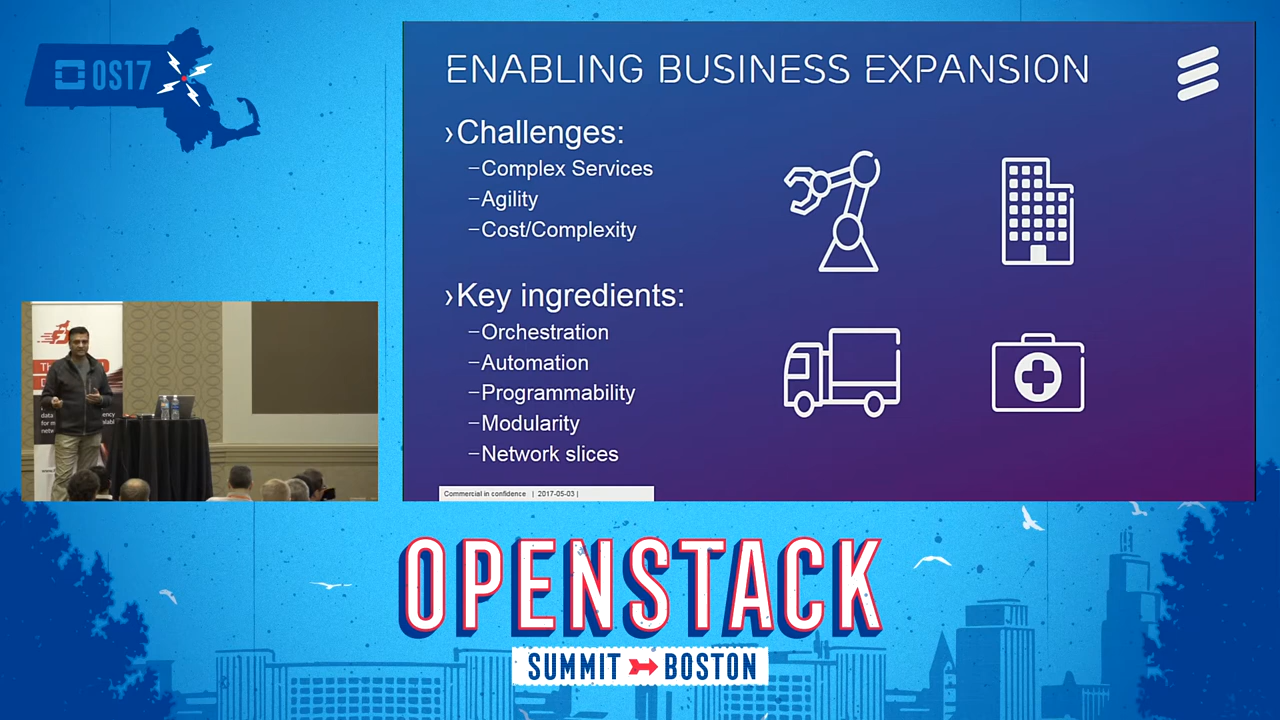 OS17
ENABLING BUSINESS EXPANSION
›Challenges:
–Complex Services
–Agility
–Cost/Complexity
›Key ingredients:
–Orchestration
–Automation
–Programmability
–Modularity
–Network slices
Commercial in confidence | 2017-05-03 |
OPENSTACK
SUMMIT BOSTON